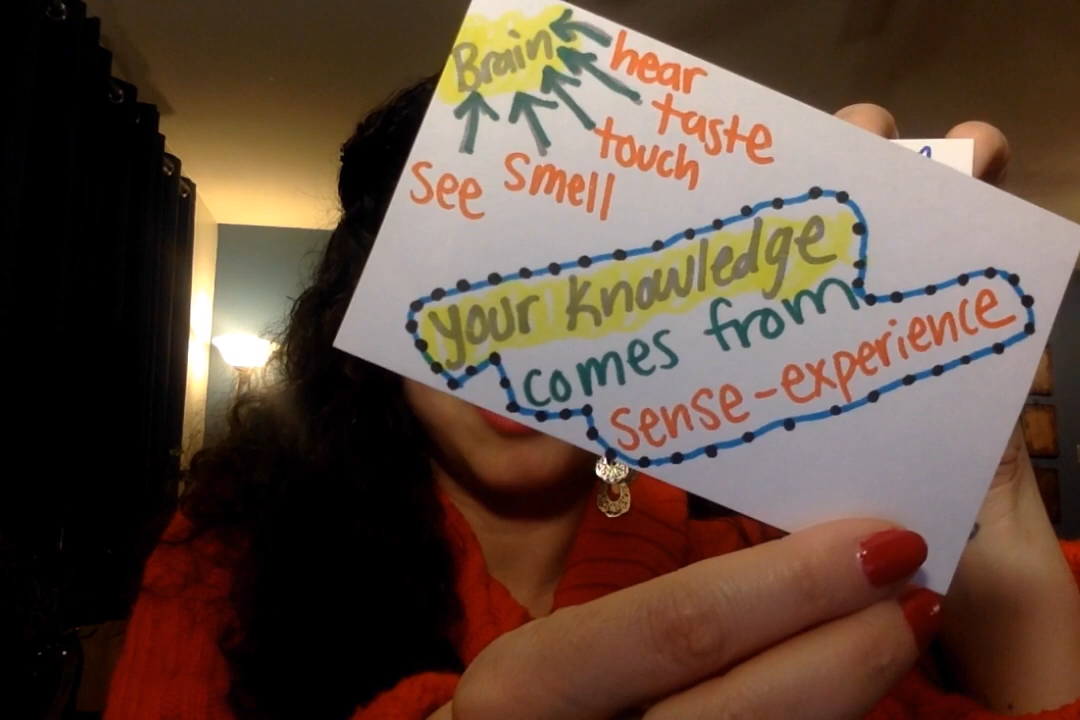 Brain
hear
taste
touch
smell
see
your knowledge
comes from
sense-experience